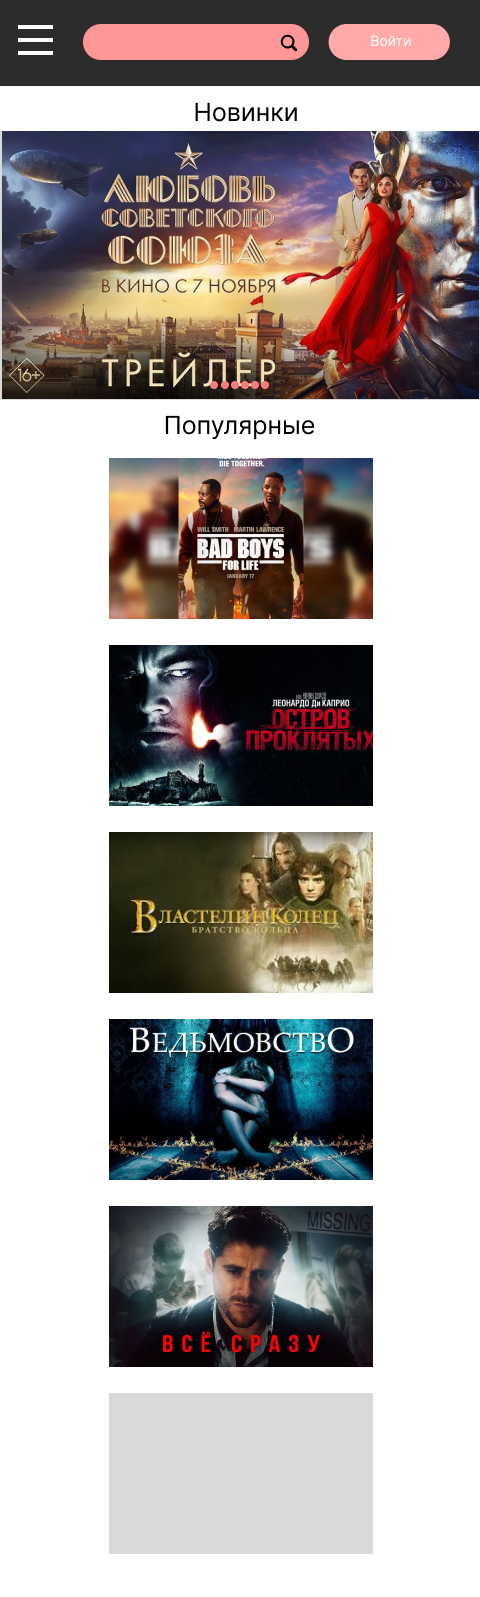 Войти
Новинки
ЛЮБОВЬ
СОВЕТСКОГО
СОЮЗА
В КИНО С 7 НОЯБРЯ
16+
ТРЕЙЛЕР
Популярные
DIE TOGETHER.
WILL SMITH MARTIN LAWRENCE
BAD BOYS
FOR LIFE
JANUARY 17
ЛЕОНАРДО ДИ КАПРИО
ОСТРОВ
ПРОКЛЯТЫХ
ВЛАСТЕЛИН КОЛЕЦ
БРАТСТВО КОЛЬЦА
ВЕДЬМОВСТВО
MISSING
ВСЁ СРАЗУ